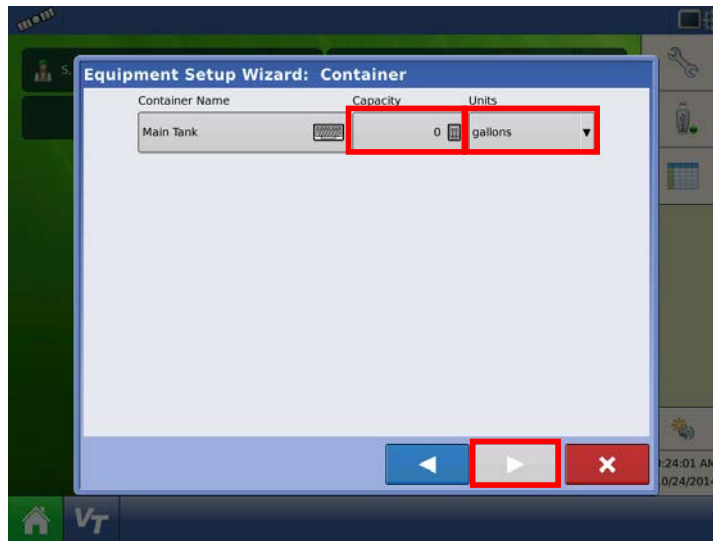 S.
Equipment Setup Wizard: Container
Container Name Capacity Units
Main Tank 0 gallons
:24:01 AM
0/24/2014
VT